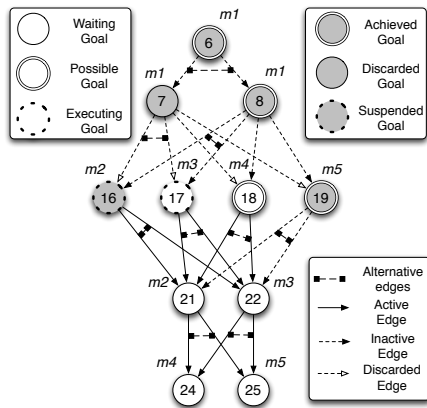 Waiting
Goal
Possible
Goal
Executing
Goal
m1
6
m1
7
m1
8
Achieved
Goal
Discarded
Goal
Suspended
Goal
m2
16
m3
17
m4
18
m5
19
m2
21
m3
22
m4
24
m5
25
Alternative
edges
Active
Edge
Inactive
Edge
Discarded
Edge